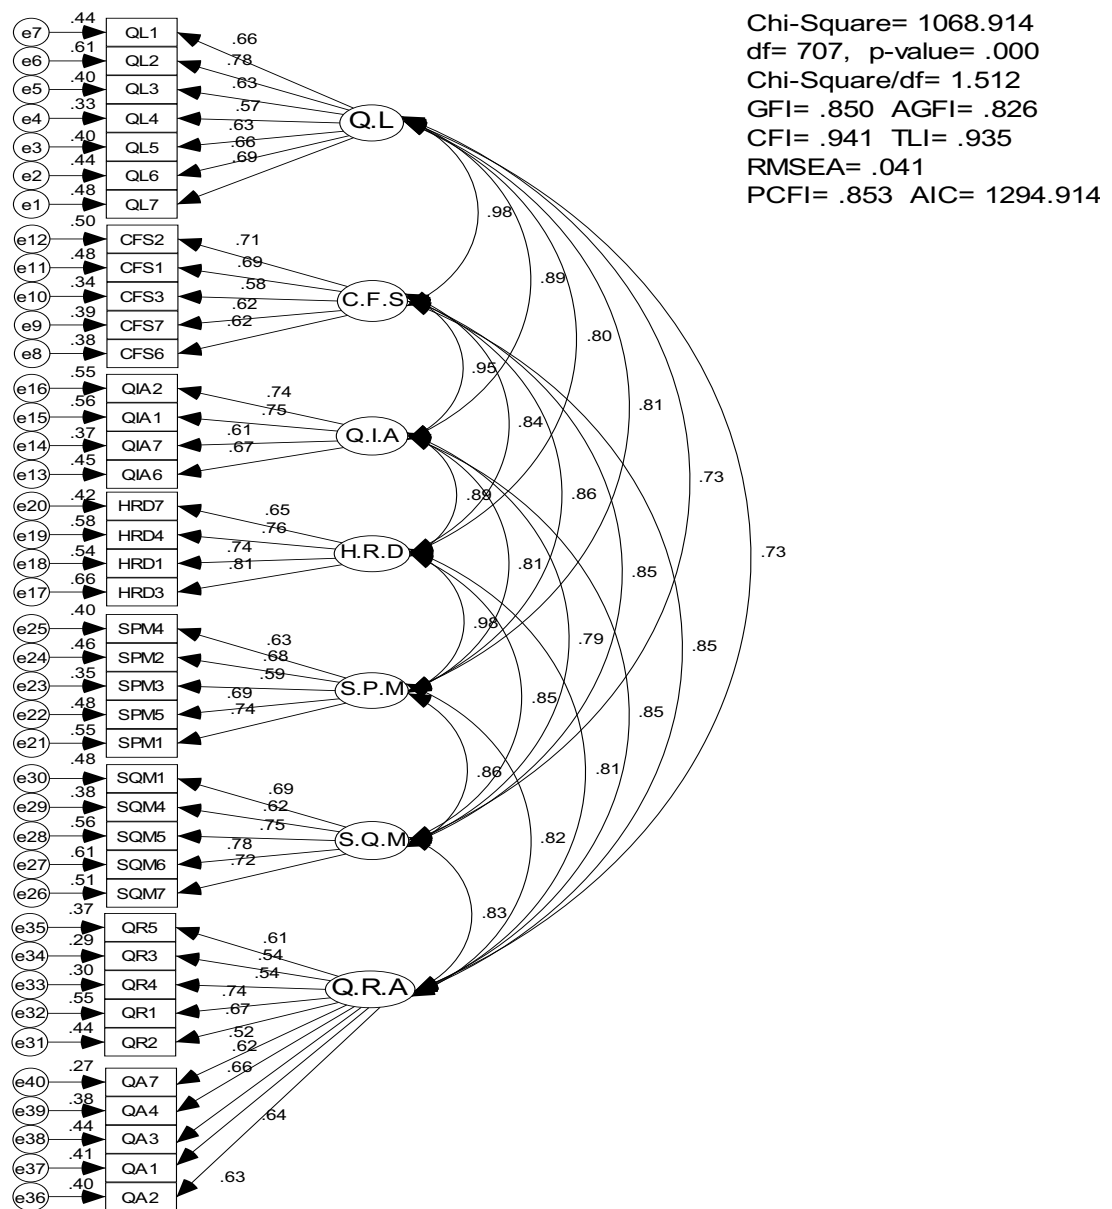 Chi-Square= 1068.914
df= 707, p-value= .000
Chi-Square/df= 1.512
GFI= .850 AGFI= .826
CFI= .941 TLI= .935
RMSEA= .041
PCFI= .853 AIC= 1294.914
e7 .44 QL1 .66
e6 .61 QL2 .78
e5 .40 QL3 .63
e4 .33 QL4 .57
e3 .40 QL5 .63
e2 .44 QL6 .66
e1 .48 QL7 .69
Q.L
e12 .50 CFS2 .71
e11 .48 CFS1 .69
e10 .34 CFS3 .58
e9 .39 CFS7 .62
e8 .38 CFS6 .62
C.F.S
e16 .55 QIA2 .74
e15 .56 QIA1 .75
e14 .37 QIA7 .61
e13 .45 QIA6 .67
Q.I.A
e20 .42 HRD7 .65
e19 .58 HRD4 .76
e18 .54 HRD1 .74
e17 .66 HRD3 .81
H.R.D
e25 .40 SPM4 .63
e24 .46 SPM2 .68
e23 .35 SPM3 .59
e22 .48 SPM5 .69
e21 .55 SPM1 .74
S.P.M
e30 .48 SQM1 .69
e29 .38 SQM4 .62
e28 .56 SQM5 .75
e27 .61 SQM6 .78
e26 .51 SQM7 .72
S.Q.M
e35 .37 QR5 .61
e34 .29 QR3 .54
e33 .30 QR4 .54
e32 .55 QR1 .74
e31 .44 QR2 .67
Q.R.A
e40 .27 QA7 .52
e39 .38 QA4 .62
e38 .44 QA3 .66
e37 .41 QA1 .64
e36 .40 QA2 .63
.98
.89
.80
.81
.73
.73
.95
.84
.86
.85
.85
.89
.81
.79
.85
.98
.85
.81
.86
.82
.83